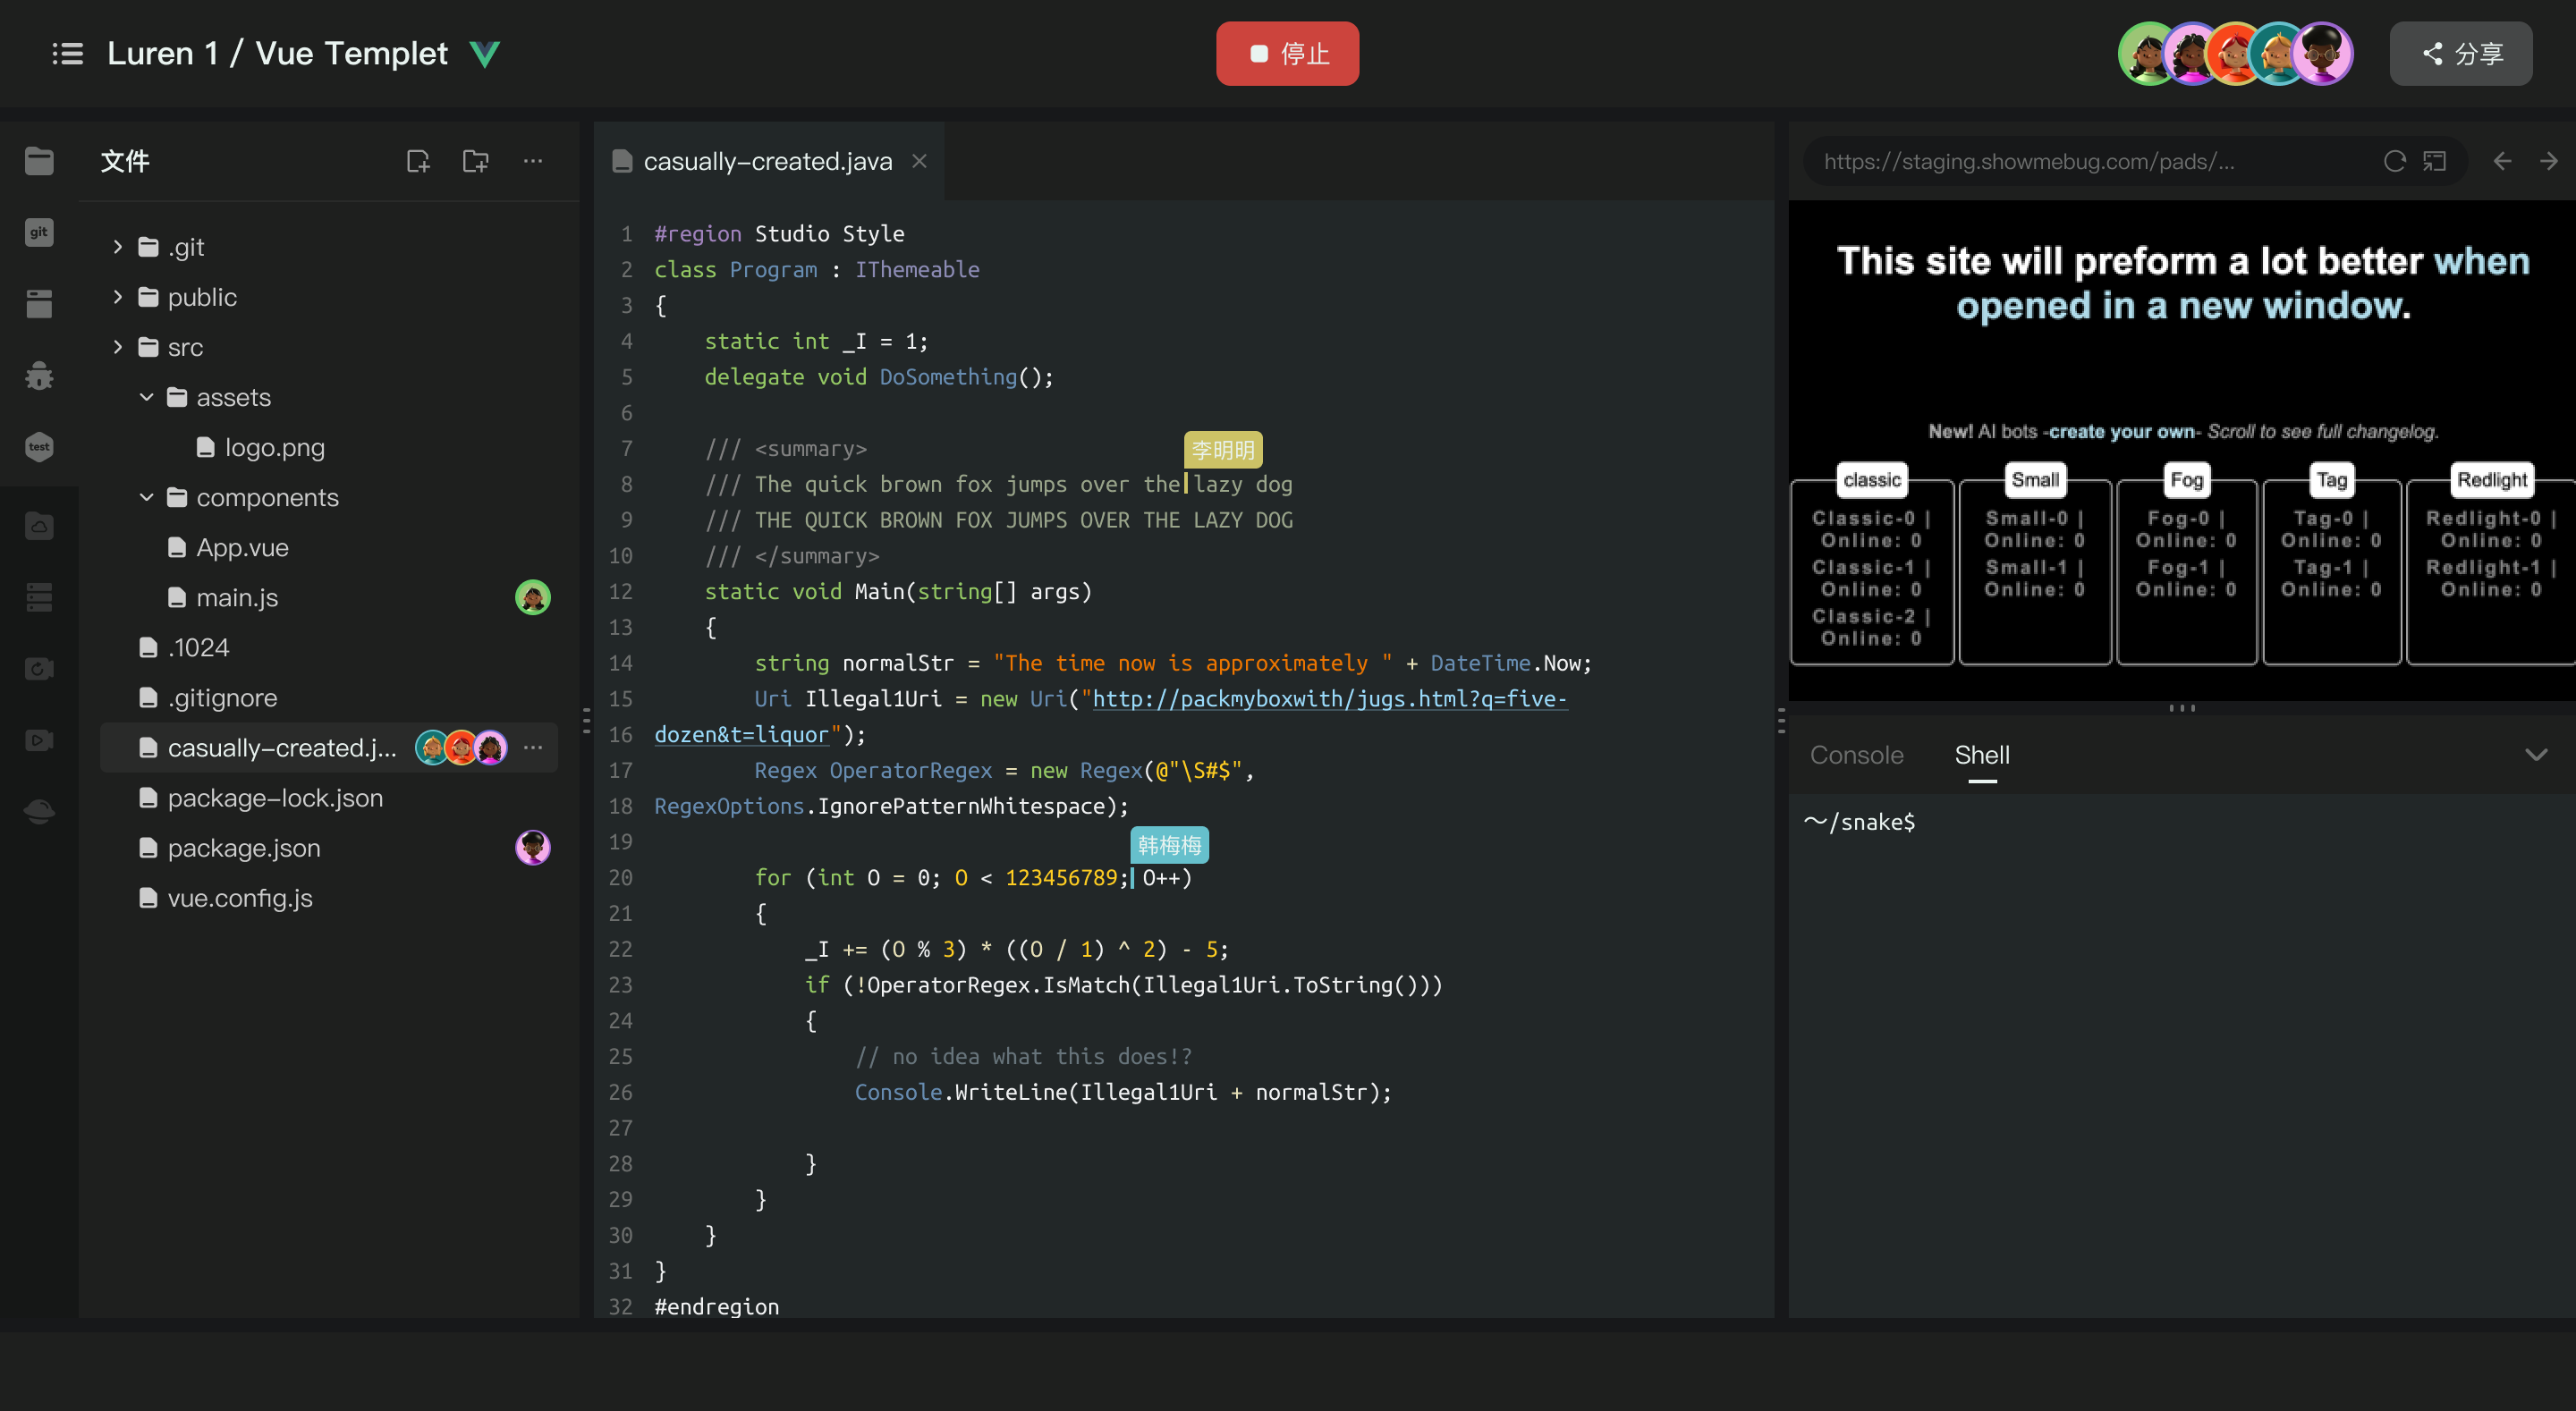 Luren 1 / Vue Templet
停止
分享
文件
git
test
.git
public
src
assets
logo.png
components
App.vue
main.js
.1024
.gitignore
casually-created.j...
package-lock.json
package.json
vue.config.js
casually-created.java
1 #region Studio Style
2 class Program : IThemeable
3 {
4 static int _I = 1;
5 delegate void DoSomething();
6
7 /// <summary>
李明明
8 /// The quick brown fox jumps over the lazy dog
9 /// THE QUICK BROWN FOX JUMPS OVER THE LAZY DOG
10 /// </summary>
12 static void Main(string[] args)
13 {
14 string normalStr = "The time now is approximately " + DateTime.Now;
15 Uri Illegal1Uri = new Uri("http://packmyboxwith/jugs.html?q=five-
16 dozen&t=liquor");
17 Regex OperatorRegex = new Regex(@"\S#$",
18 RegexOptions.IgnorePatternWhitespace);
19
韩梅梅
20 for (int O = 0; O < 123456789; O++)
21 {
22 _I += (O % 3) * ((O / 1) ^ 2) - 5;
23 if (!OperatorRegex.IsMatch(Illegal1Uri.ToString()))
24 {
25 // no idea what this does!?
26 Console.WriteLine(Illegal1Uri + normalStr);
27
28 }
29 }
30 }
31 }
32 #endregion
https://staging.showmebug.com/pads/...
This site will preform a lot better when
opened in a new window.
New! AI bots -create your own- Scroll to see full changelog.
classic
Classic-0 |
Online: 0
Classic-1 |
Online: 0
Classic-2 |
Online: 0
Small
Small-0 |
Online: 0
Small-1 |
Online: 0
Fog
Fog-0 |
Online: 0
Fog-1 |
Online: 0
Tag
Tag-0 |
Online: 0
Tag-1 |
Online: 0
Redlight
Redlight-0 |
Online: 0
Redlight-1 |
Online: 0
Console
Shell
~/snake$